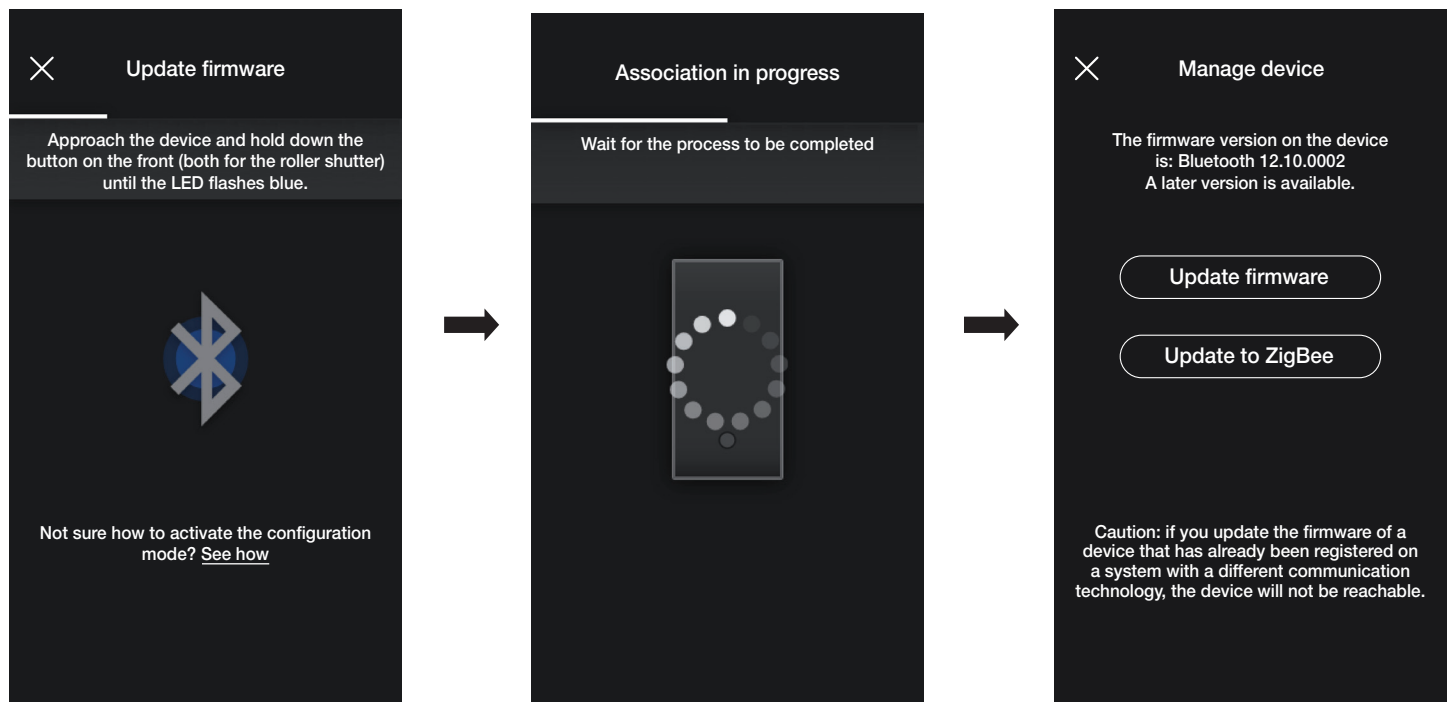 Update firmware
Approach the device and hold down the
button on the front (both for the roller shutter)
until the LED flashes blue.
Not sure how to activate the configuration
mode? See how
Association in progress
Wait for the process to be completed
Manage device
The firmware version on the device
is: Bluetooth 12.10.0002
A later version is available.
Update firmware
Update to ZigBee
Caution: if you update the firmware of a
device that has already been registered on
a system with a different communication
technology, the device will not be reachable.